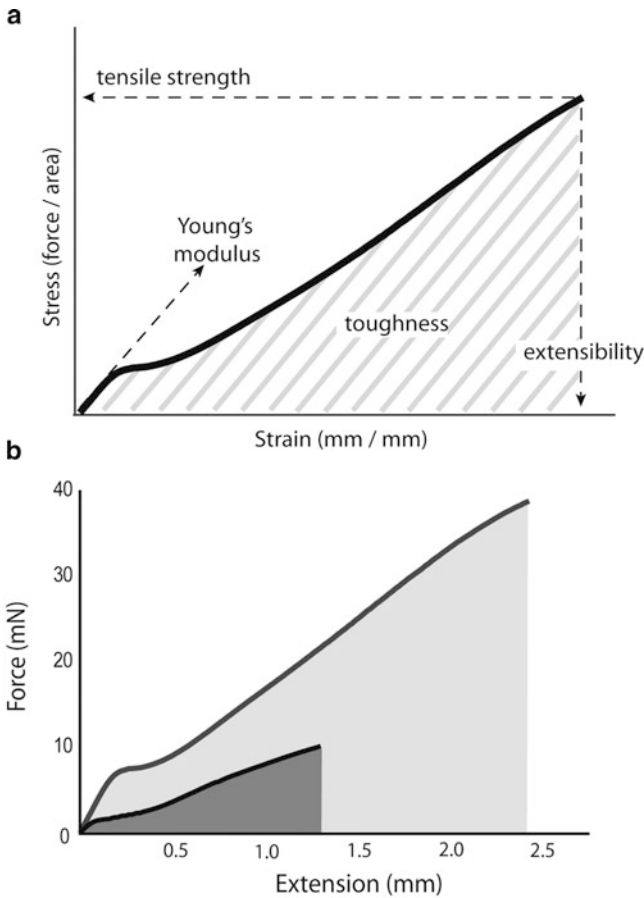 a
tensile strength
Young's
modulus
toughness
extensibility
Stress (force / area)
Strain (mm / mm)
b
40
30
20
10
0
Force (mN)
0.5
1.0
1.5
2.0
2.5
Extension (mm)